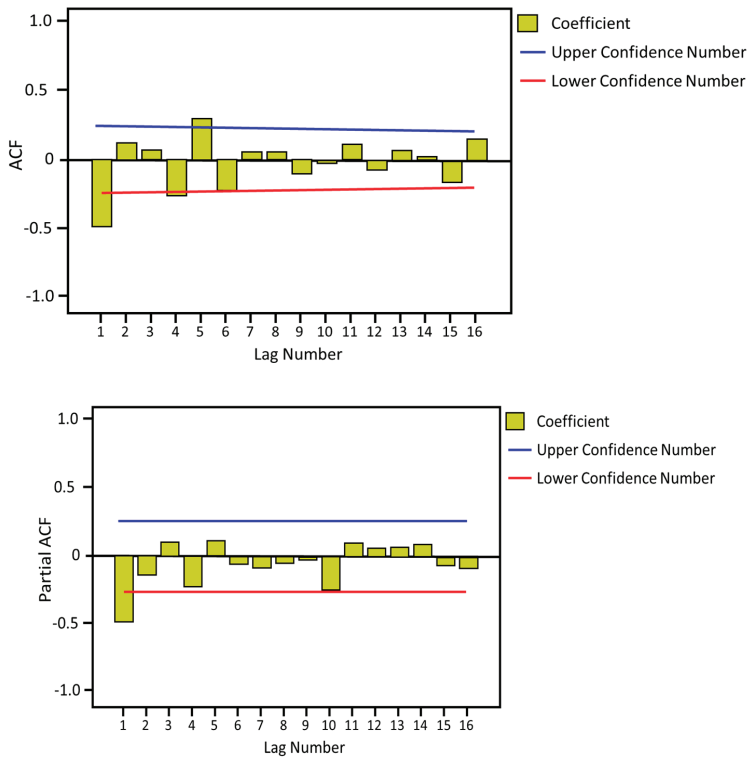 1.0
0.5
0
-0.5
-1.0
ACF
1 2 3 4 5 6 7 8 9 10 11 12 13 14 15 16
Lag Number
Coefficient
Upper Confidence Number
Lower Confidence Number
1.0
0.5
0
-0.5
-1.0
Partial ACF
1 2 3 4 5 6 7 8 9 10 11 12 13 14 15 16
Lag Number
Coefficient
Upper Confidence Number
Lower Confidence Number